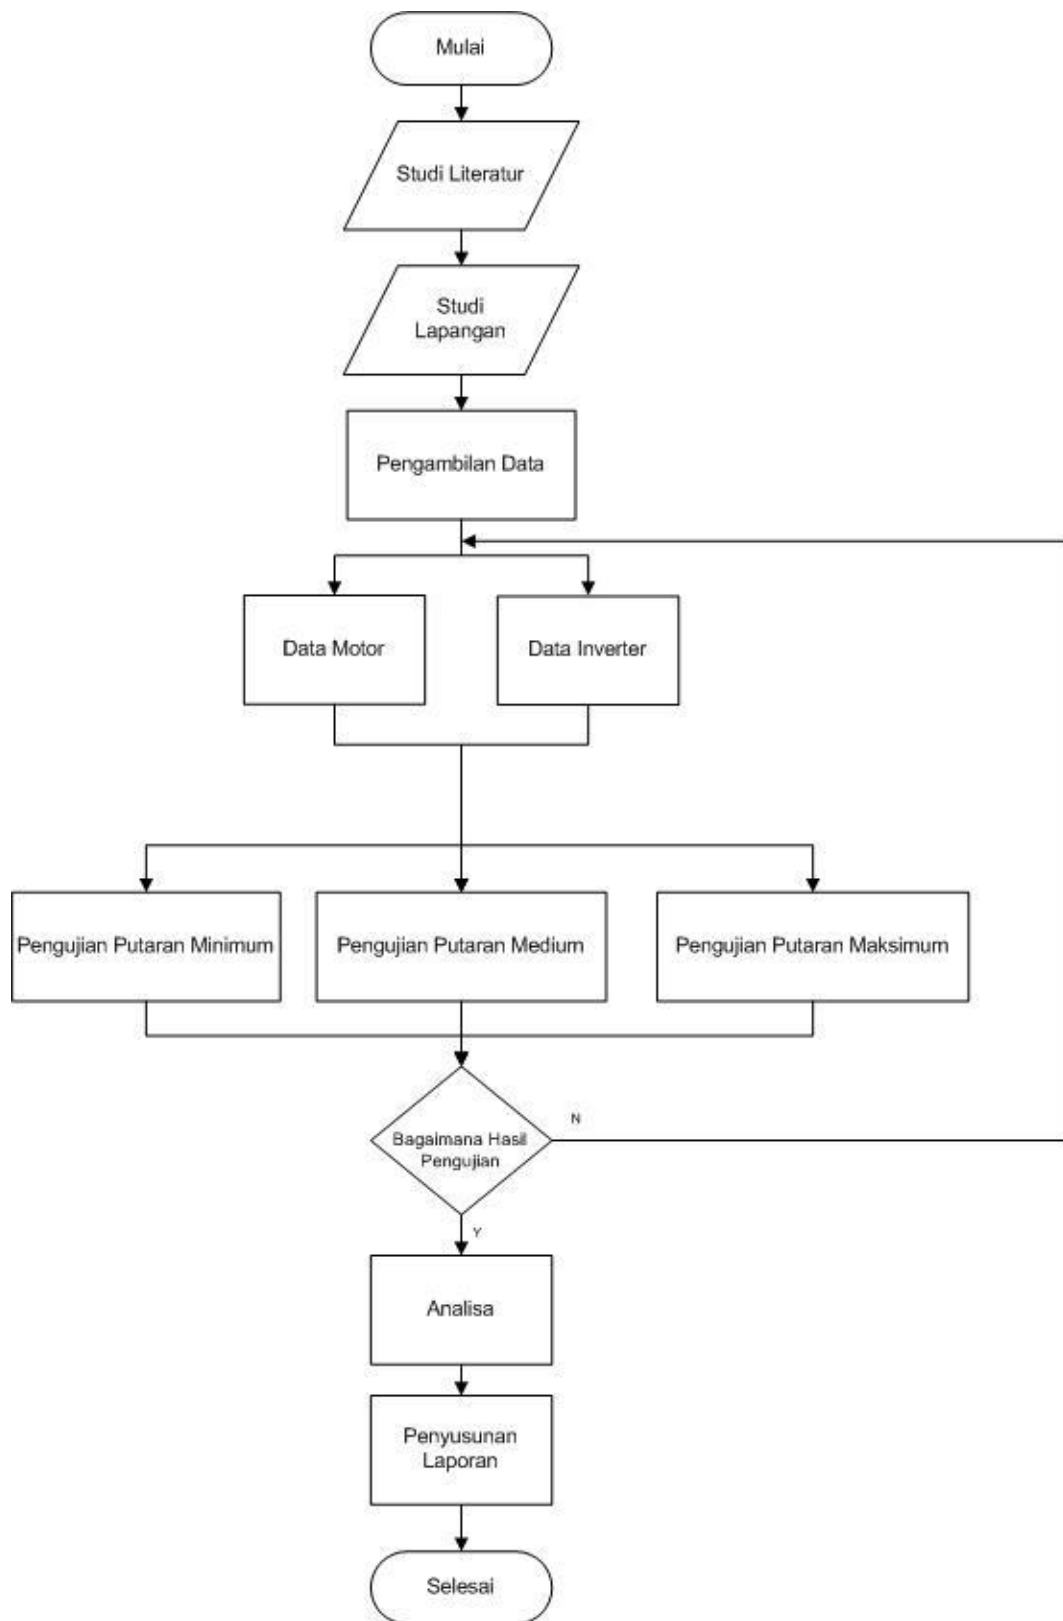 Mulai
Studi Literatur
Studi
Lapangan
Pengambilan Data
Data Motor
Data Inverter
Pengujian Putaran Minimum
Pengujian Putaran Medium
Pengujian Putaran Maksimum
Bagaimana Hasil
Pengujian
N
Y
Analisa
Penyusunan
Laporan
Selesai